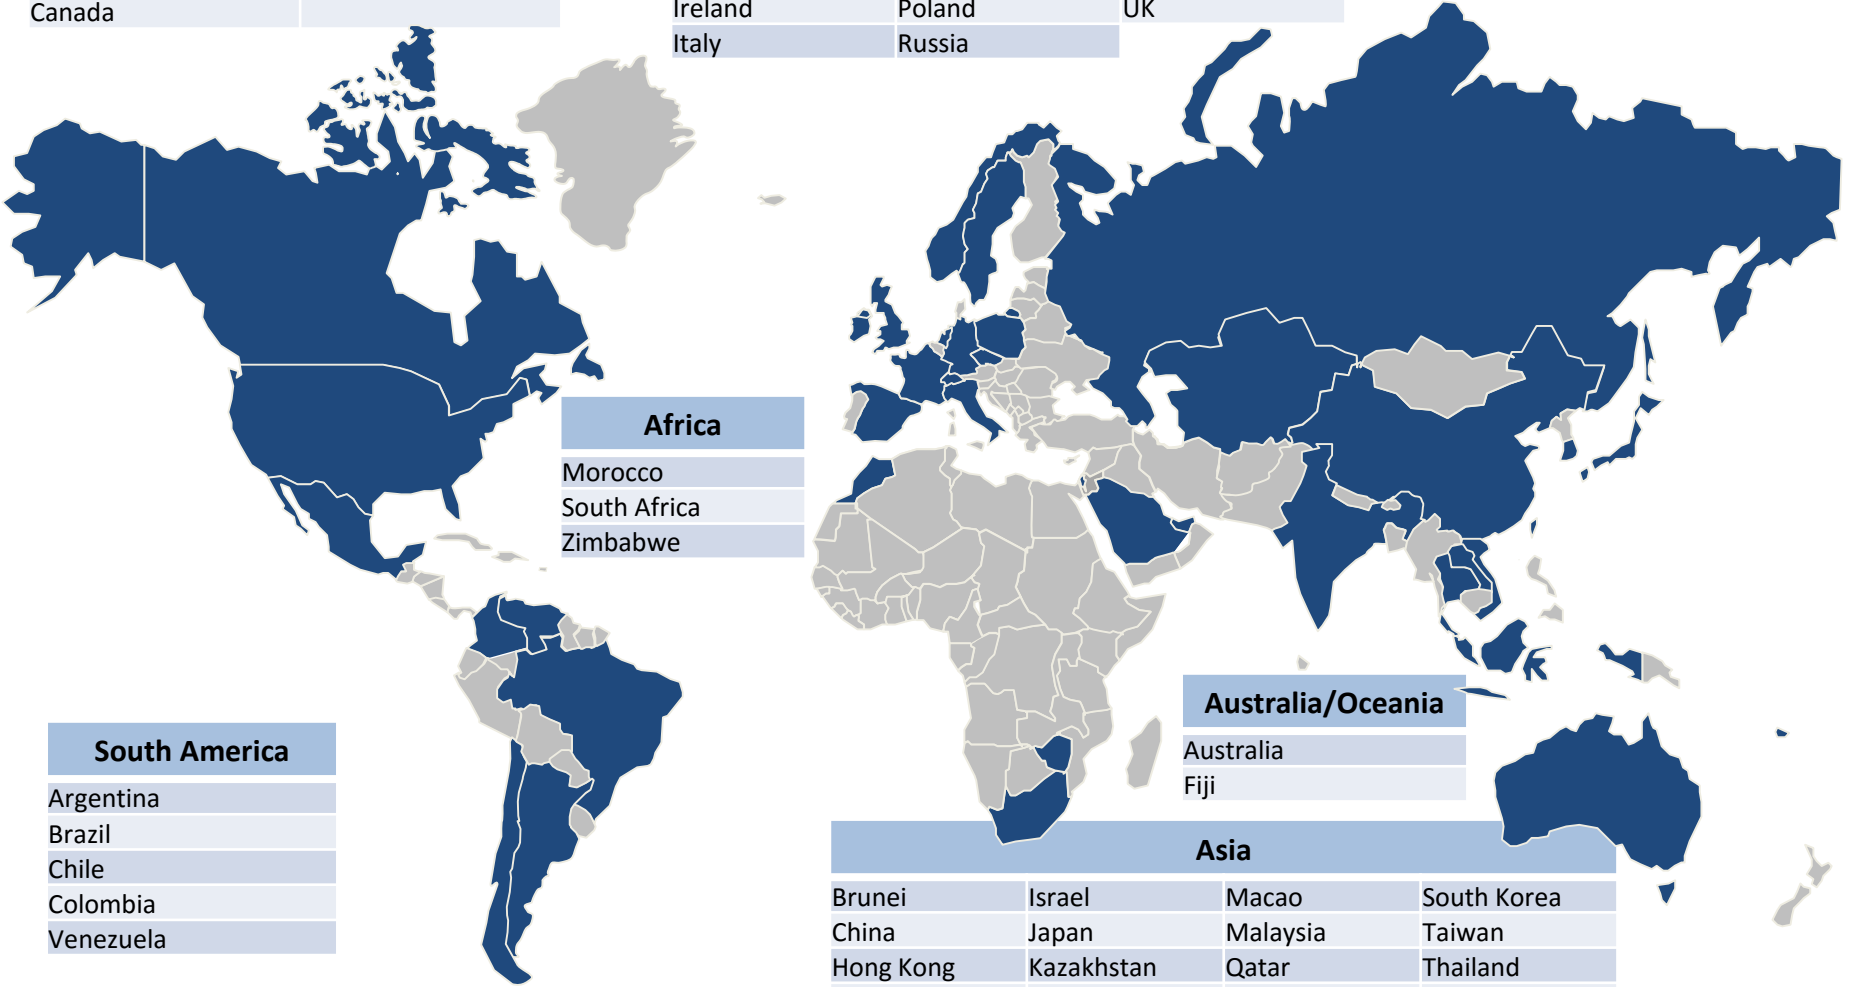 Canada
Ireland Poland UK
Italy Russia
Africa
Morocco
South Africa
Zimbabwe
Australia/Oceania
Australia
Fiji
South America
Argentina
Brazil
Chile
Colombia
Venezuela
Asia
Brunei Israel Macao South Korea
China Japan Malaysia Taiwan
Hong Kong Kazakhstan Qatar Thailand